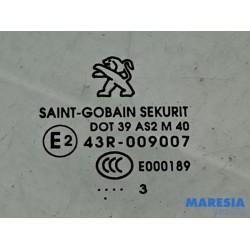 SAINT-GOBAIN SEKURIT
DOT 39 AS2 M 40
E2 43R-009007
CCC E000189
.... 3
MARESIA